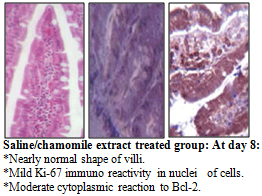 Saline/chamomile extract treated group: At day 8:
*Nearly normal shape of villi.
*Mild Ki-67 immuno reactivity in nuclei of cells.
*Moderate cytoplasmic reaction to Bcl-2.